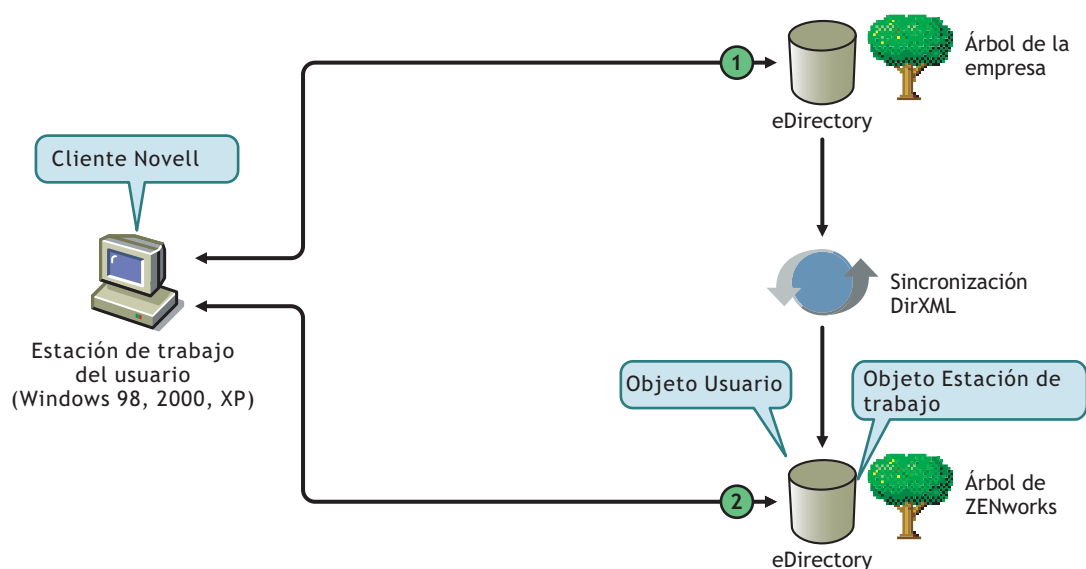 1
Árbol de la
empresa
eDirectory
Cliente Novell
Sincronización
DirXML
Estación de trabajo
del usuario
(Windows 98, 2000, XP)
Objeto Usuario
Objeto Estación de
trabajo
2
Árbol de
ZENworks
eDirectory